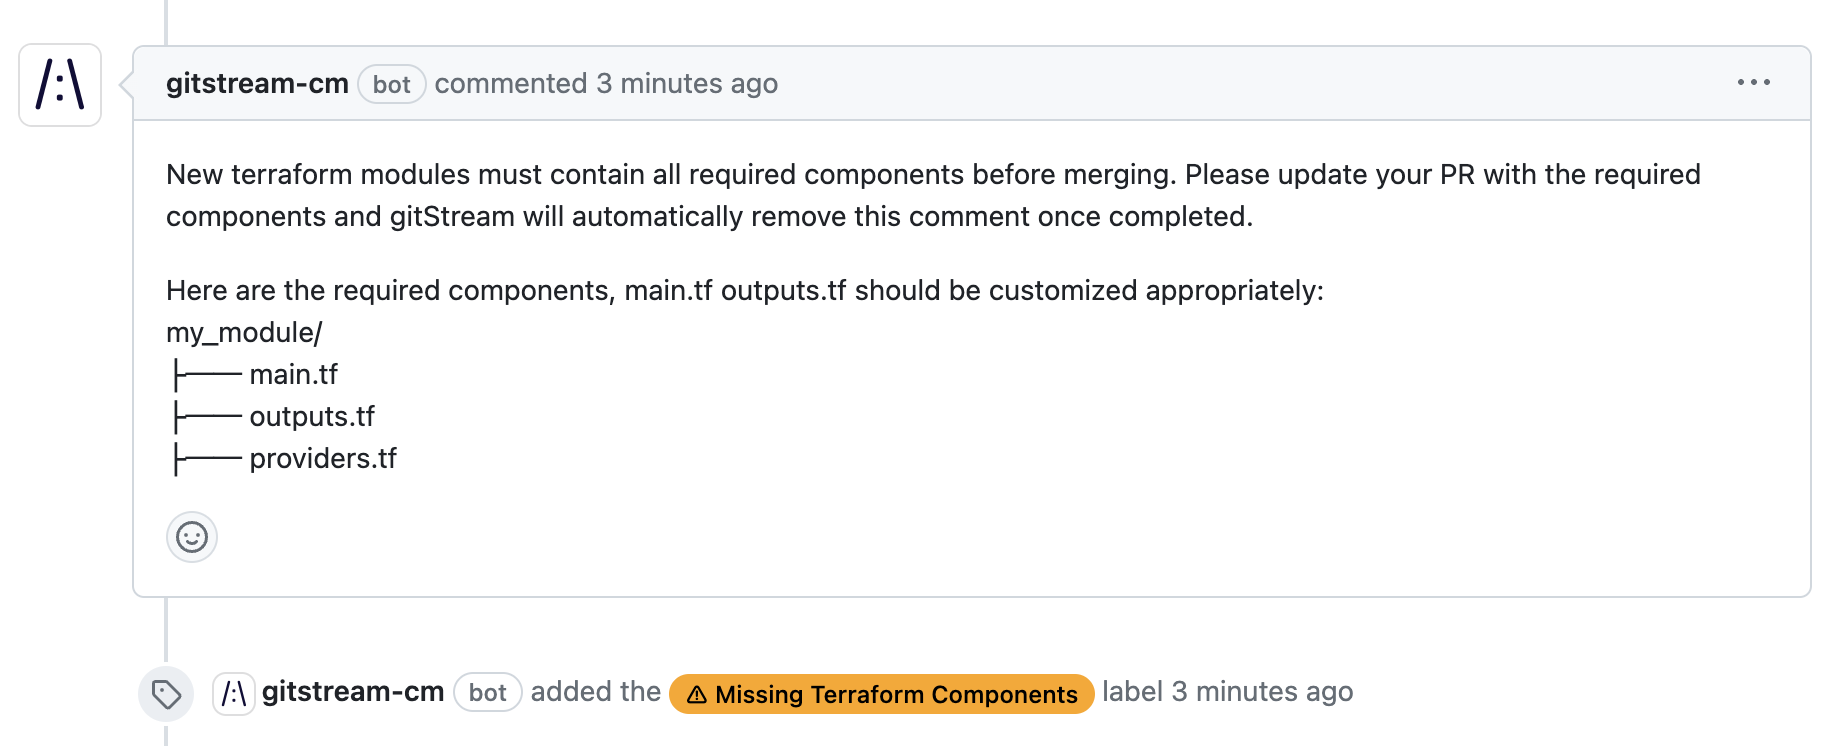 /:\
gitstream-cm bot commented 3 minutes ago
New terraform modules must contain all required components before merging. Please update your PR with the required
components and gitStream will automatically remove this comment once completed.
Here are the required components, main.tf outputs.tf should be customized appropriately:
my_module/
├── main.tf
├── outputs.tf
├── providers.tf
/:\ gitstream-cm bot added the ⚠ Missing Terraform Components label 3 minutes ago